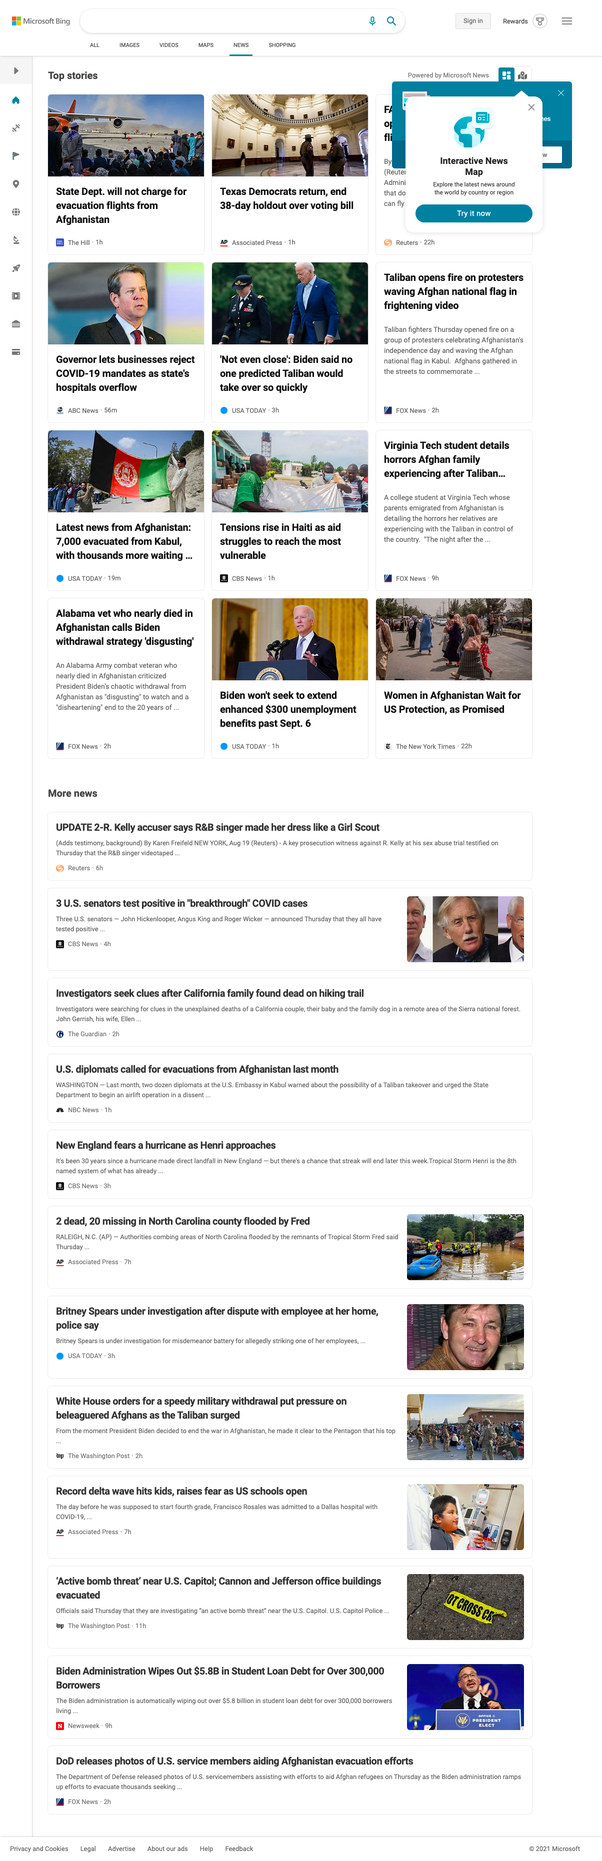 Microsoft Bing
Sign in
Rewards
ALL
IMAGES
VIDEOS
MAPS
NEWS
SHOPPING
Top stories
Powered by Microsoft News
State Dept. will not charge for
evacuation flights from
Afghanistan
The Hill · 1h
Texas Democrats return, end
38-day holdout over voting bill
AP Associated Press · 1h
Reuters · 22h
Interactive News
Map
Explore the latest news around
the world by country or region
Try it now
Governor lets businesses reject
COVID-19 mandates as state's
hospitals overflow
ABC News · 56m
'Not even close': Biden said no
one predicted Taliban would
take over so quickly
USA TODAY · 3h
Taliban opens fire on protesters
waving Afghan national flag in
frightening video
Taliban fighters Thursday opened fire on a
group of protesters celebrating Afghanistan's
independence day and waving the Afghan
national flag in Kabul. Afghans gathered in
the streets to commemorate ...
FOX News · 2h
Latest news from Afghanistan:
7,000 evacuated from Kabul,
with thousands more waiting ...
USA TODAY · 19m
Tensions rise in Haiti as aid
struggles to reach the most
vulnerable
CBS News · 1h
Virginia Tech student details
horrors Afghan family
experiencing after Taliban...
A college student at Virginia Tech whose
parents emigrated from Afghanistan is
detailing the horrors her relatives are
experiencing with the Taliban in control of
the country. "The night after the ...
FOX News · 9h
Alabama vet who nearly died in
Afghanistan calls Biden
withdrawal strategy 'disgusting'
An Alabama Army combat veteran who
nearly died in Afghanistan criticized
President Biden's chaotic withdrawal from
Afghanistan as "disgusting" to watch and a
"disheartening" end to the 20 years of ...
FOX News · 2h
Biden won't seek to extend
enhanced $300 unemployment
benefits past Sept. 6
USA TODAY · 1h
Women in Afghanistan Wait for
US Protection, as Promised
The New York Times · 22h
More news
UPDATE 2-R. Kelly accuser says R&B singer made her dress like a Girl Scout
(Adds testimony, background) By Karen Freifeld NEW YORK, Aug 19 (Reuters) - A key prosecution witness against R. Kelly at his sex abuse trial testified on
Thursday that the R&B singer videotaped ...
Reuters · 6h
3 U.S. senators test positive in "breakthrough" COVID cases
Three U.S. senators — John Hickenlooper, Angus King and Roger Wicker — announced Thursday that they all have
tested positive ...
CBS News · 4h
Investigators seek clues after California family found dead on hiking trail
Investigators were searching for clues in the unexplained deaths of a California couple, their baby and the family dog in a remote area of the Sierra national forest.
John Gerrish, his wife, Ellen ...
The Guardian · 2h
U.S. diplomats called for evacuations from Afghanistan last month
WASHINGTON — Last month, two dozen diplomats at the U.S. Embassy in Kabul warned about the possibility of a Taliban takeover and urged the State
Department to begin an airlift operation in a dissent ...
NBC News · 1h
New England fears a hurricane as Henri approaches
It's been 30 years since a hurricane made direct landfall in New England — but there's a chance that streak will end later this week.Tropical Storm Henri is the 8th
named system of what has already ...
CBS News · 3h
2 dead, 20 missing in North Carolina county flooded by Fred
RALEIGH, N.C. (AP) — Authorities combing areas of North Carolina flooded by the remnants of Tropical Storm Fred said
Thursday ...
AP Associated Press · 7h
Britney Spears under investigation after dispute with employee at her home,
police say
Britney Spears is under investigation for misdemeanor battery for allegedly striking one of her employees, ...
USA TODAY · 3h
White House orders for a speedy military withdrawal put pressure on
beleaguered Afghans as the Taliban surged
From the moment President Biden decided to end the war in Afghanistan, he made it clear to the Pentagon that his top
...
wp The Washington Post · 2h
Record delta wave hits kids, raises fear as US schools open
The day before he was supposed to start fourth grade, Francisco Rosales was admitted to a Dallas hospital with
COVID-19, ...
AP Associated Press · 7h
'Active bomb threat' near U.S. Capitol; Cannon and Jefferson office buildings
evacuated
Officials said Thursday that they are investigating "an active bomb threat" near the U.S. Capitol. U.S. Capitol Police ...
wp The Washington Post · 11h
OT CROSS
Biden Administration Wipes Out $5.8B in Student Loan Debt for Over 300,000
Borrowers
The Biden administration is automatically wiping out over $5.8 billion in student loan debt for over 300,000 borrowers
living ...
N Newsweek · 9h
PRESIDENT
ELECT
DoD releases photos of U.S. service members aiding Afghanistan evacuation efforts
The Department of Defense released photos of U.S. servicemembers assisting with efforts to aid Afghan refugees on Thursday as the Biden administration ramps
up efforts to evacuate thousands seeking ...
FOX News · 2h
Privacy and Cookies
Legal
Advertise
About our ads
Help
Feedback
© 2021 Microsoft